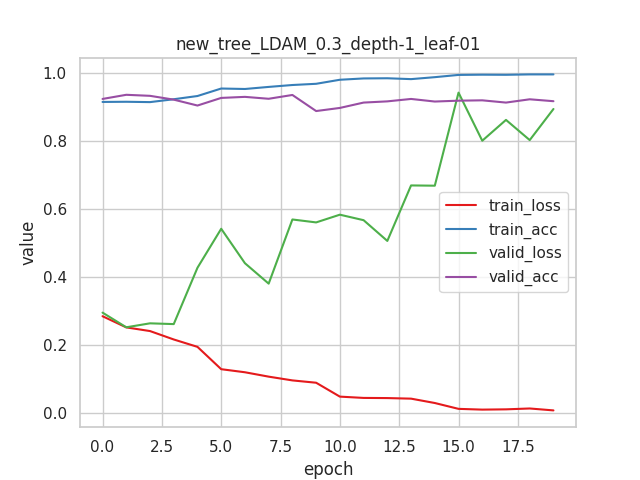 new_tree_LDAM_0.3_depth-1_leaf-01
1.0
0.8
0.6
0.4
0.2
0.0
value
train_loss
train_acc
valid_loss
valid_acc
0.0 2.5 5.0 7.5 10.0 12.5 15.0 17.5
epoch